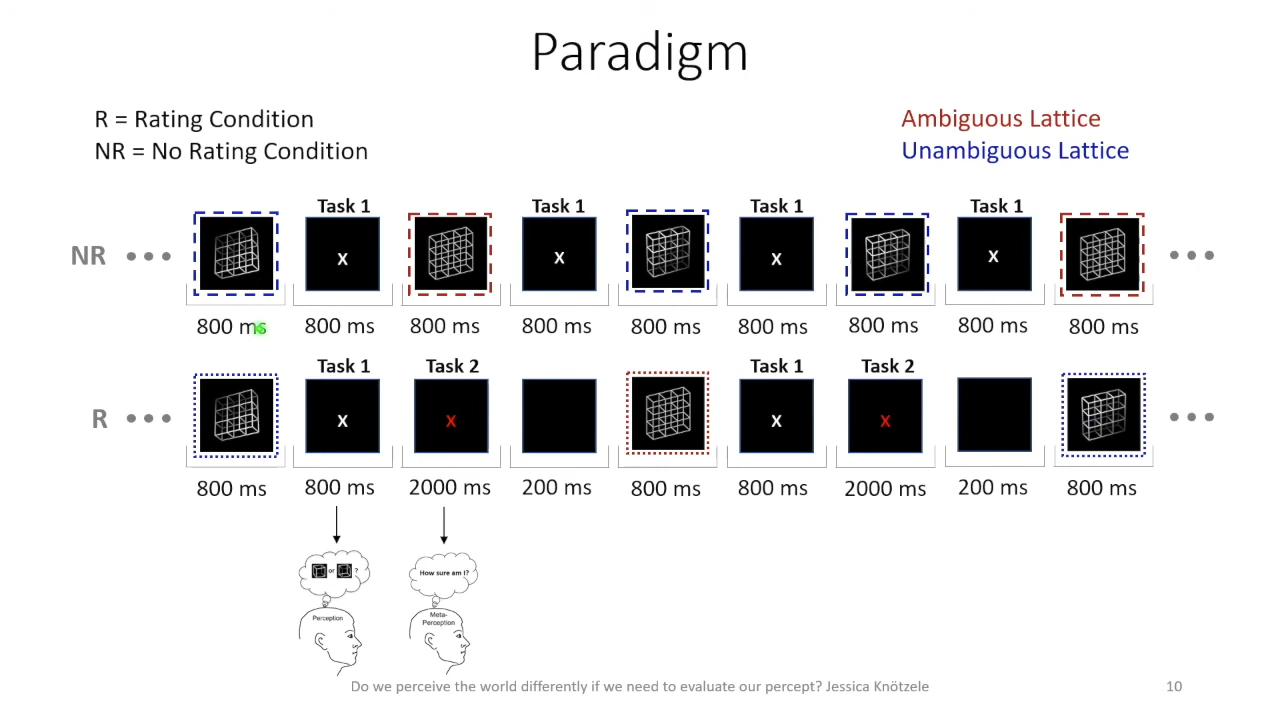 Paradigm
R = Rating Condition
NR = No Rating Condition
Ambiguous Lattice
Unambiguous Lattice
Task 1 Task 1 Task 1 Task 1
NR
X X X X
800 ms 800 ms 800 ms 800 ms 800 ms 800 ms 800 ms 800 ms 800 ms
Task 1 Task 2 Task 1 Task 2
R
X X X X
800 ms 800 ms 2000 ms 200 ms 800 ms 800 ms 2000 ms 200 ms 800 ms
or ?
How sure am I?
Perception
Meta-
Perception
Do we perceive the world differently if we need to evaluate our percept? Jessica Knötzele
10